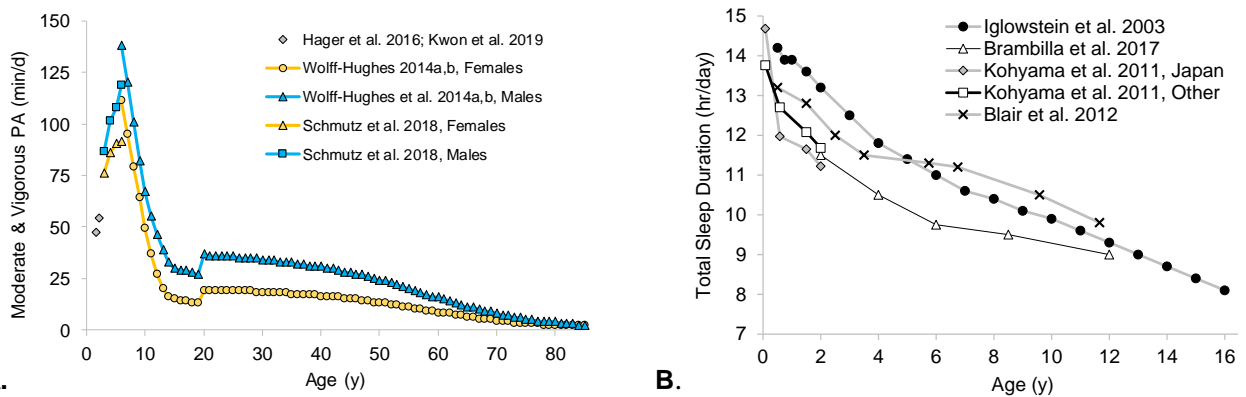 Moderate & Vigorous PA (min/d)
150
125
100
75
50
25
0
0 10 20 30 40 50 60 70 80
Age (y)
Hager et al. 2016; Kwon et al. 2019
Wolff-Hughes 2014a,b, Females
Wolff-Hughes et al. 2014a,b, Males
Schmutz et al. 2018, Females
Schmutz et al. 2018, Males
Total Sleep Duration (hr/day)
15
14
13
12
11
10
9
8
7
0 2 4 6 8 10 12 14 16
Age (y)
Iglowstein et al. 2003
Brambilla et al. 2017
Kohyama et al. 2011, Japan
Kohyama et al. 2011, Other
Blair et al. 2012
B.